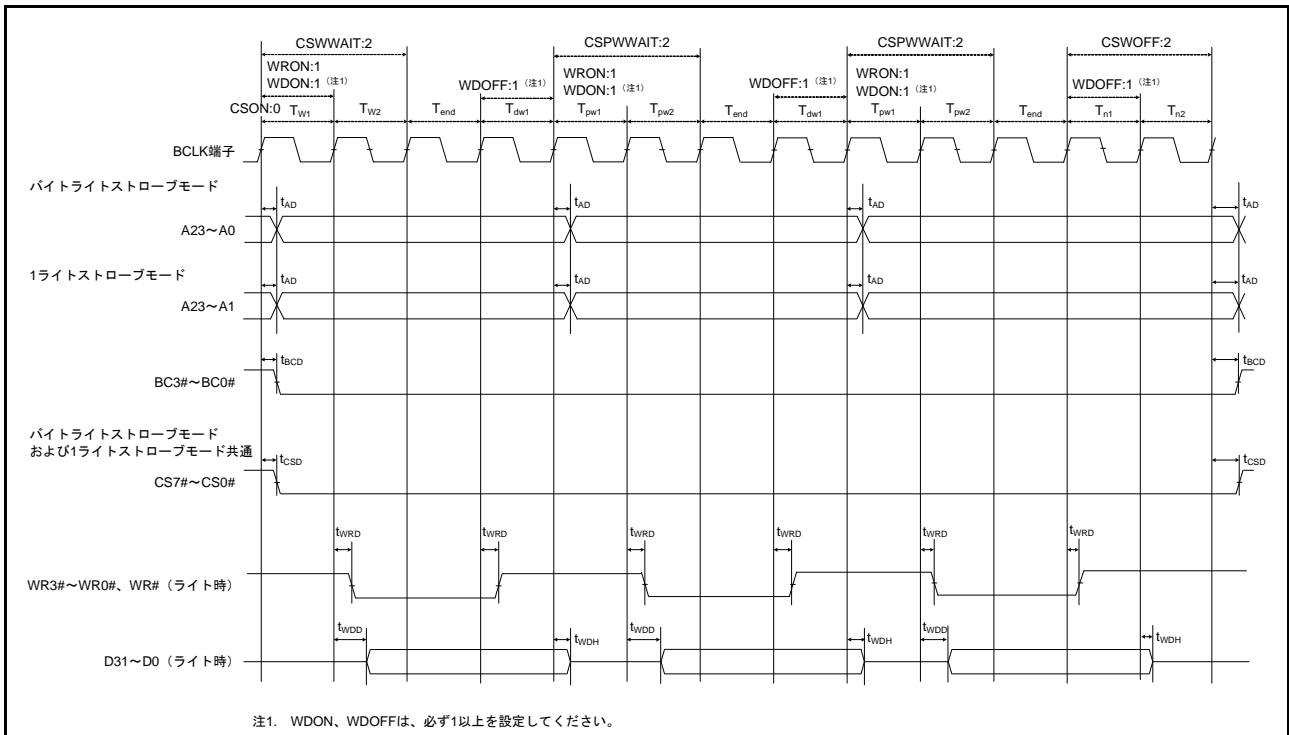 CSWWAIT:2 CSPWWAIT:2 CSPWWAIT:2 CSWOFF:2
WRON:1 WRON:1 WRON:1
WDON:1（注1） WDOFF:1（注1） WDON:1（注1） WDOFF:1（注1） WDON:1（注1） WDOFF:1（注1）
CSON:0 TW1 TW2 Tend Tdw1 Tpw1 Tpw2 Tend Tdw1 Tpw1 Tpw2 Tend Tn1 Tn2
BCLK端子
バイトライトストローブモード
tAD tAD tAD tAD
A23～A0
1ライトストローブモード
tAD tAD tAD tAD
A23～A1
tBCD tBCD
BC3#～BC0#
バイトライトストローブモード
および1ライトストローブモード共通
tCSD tCSD
CS7#～CS0#
tWRD tWRD tWRD tWRD tWRD tWRD
WR3#～WR0#、WR#（ライト時）
tWDD tWDH tWDD tWDH tWDD tWDH
D31～D0（ライト時）
注1. WDON、WDOFFは、必ず1以上を設定してください。